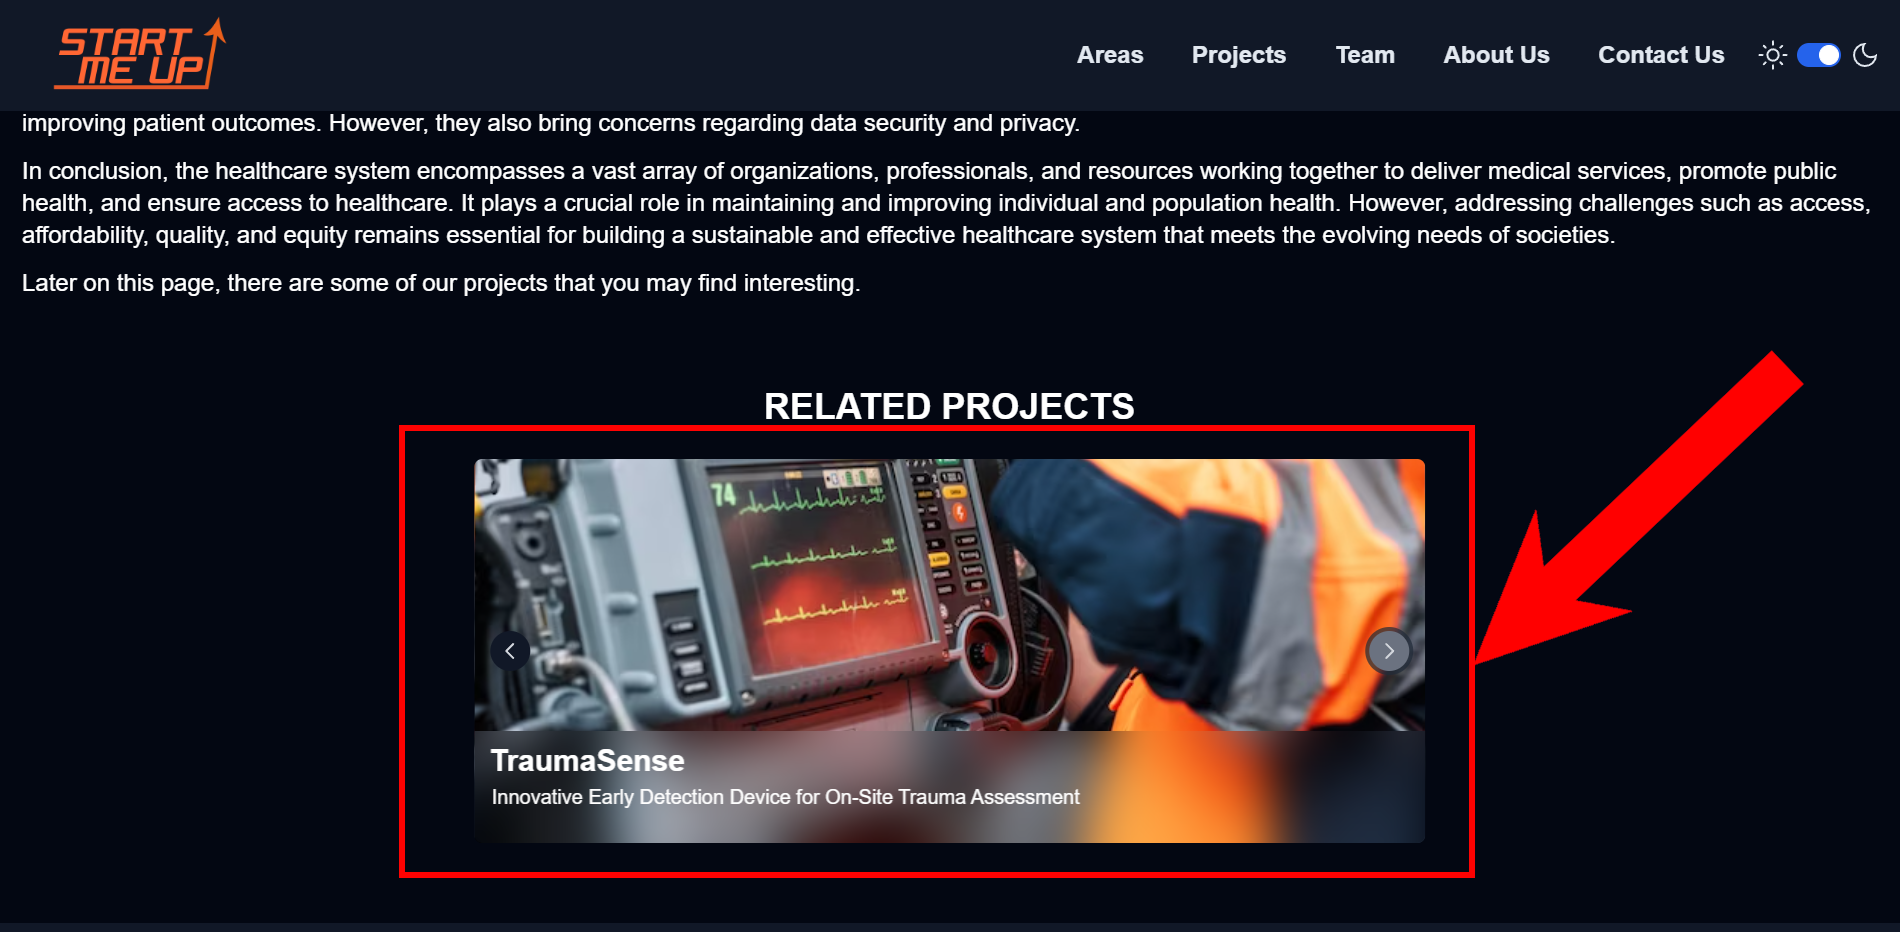 START
ME UP
Areas Projects Team About Us Contact Us
improving patient outcomes. However, they also bring concerns regarding data security and privacy.
In conclusion, the healthcare system encompasses a vast array of organizations, professionals, and resources working together to deliver medical services, promote public
health, and ensure access to healthcare. It plays a crucial role in maintaining and improving individual and population health. However, addressing challenges such as access,
affordability, quality, and equity remains essential for building a sustainable and effective healthcare system that meets the evolving needs of societies.
Later on this page, there are some of our projects that you may find interesting.
RELATED PROJECTS
74
TraumaSense
Innovative Early Detection Device for On-Site Trauma Assessment